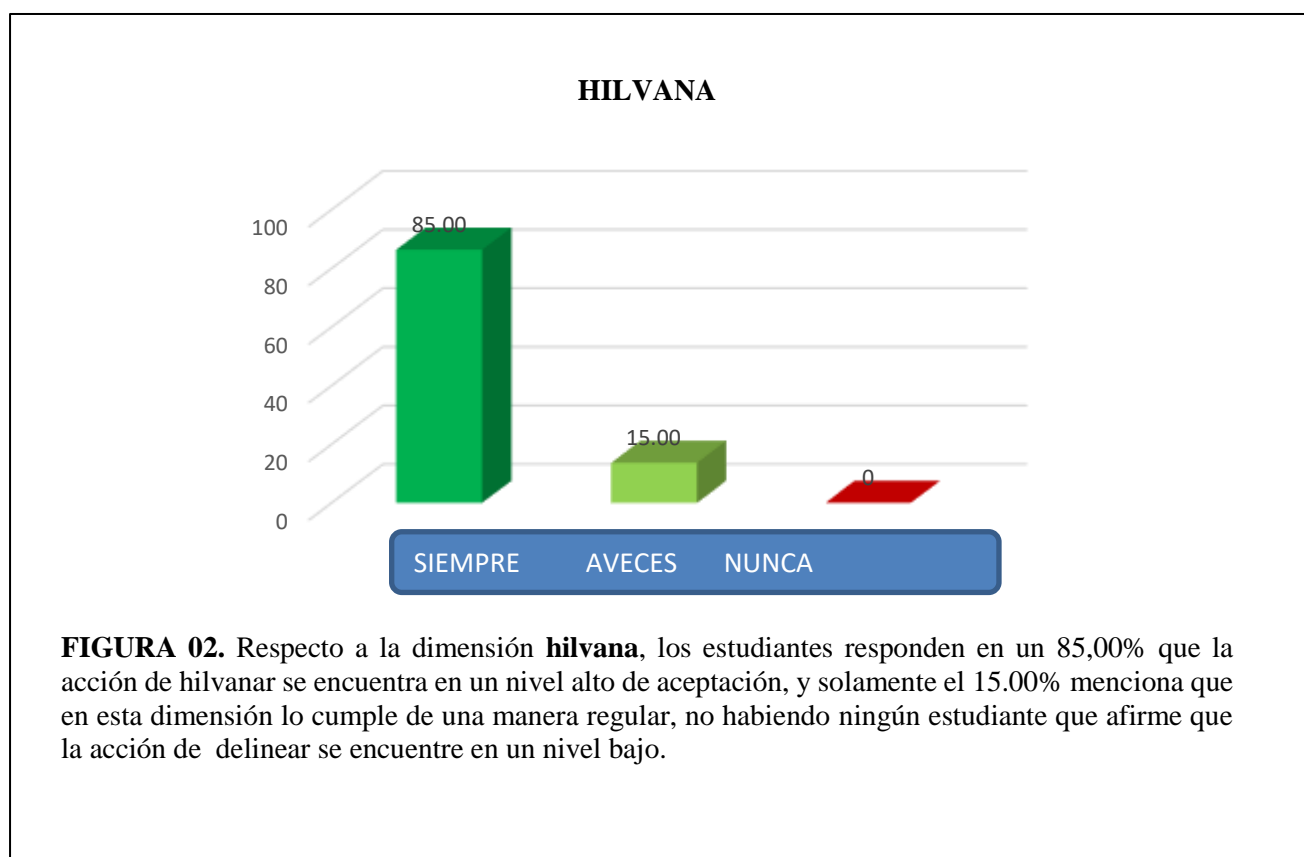 HILVANA
100
80
60
40
20
0
85.00
15.00
0
SIEMPRE AVECES NUNCA
FIGURA 02. Respecto a la dimensión hilvana, los estudiantes responden en un 85,00% que la
acción de hilvanar se encuentra en un nivel alto de aceptación, y solamente el 15.00% menciona que
en esta dimensión lo cumple de una manera regular, no habiendo ningún estudiante que afirme que
la acción de delinear se encuentre en un nivel bajo.